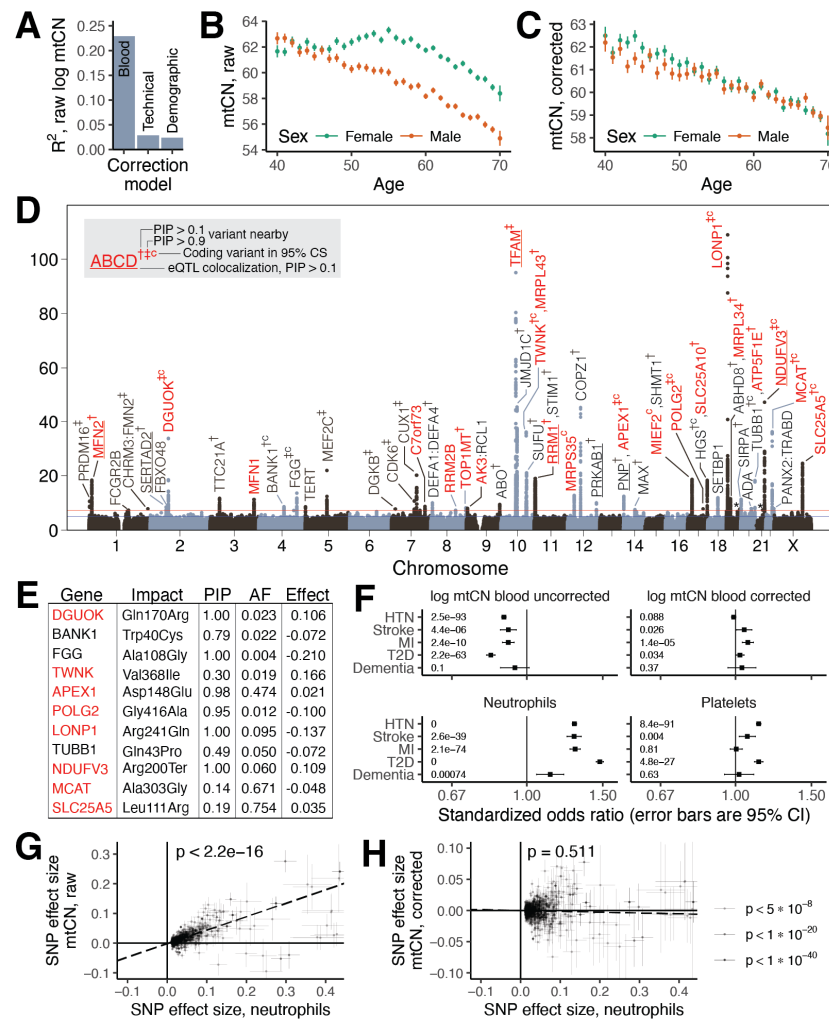 A
R², raw log mtCN
0.25
0.20
0.15
0.10
0.05
0.00
Blood
Technical
Demographic
Correction
model
B
mtCN, raw
64
62
60
58
56
54
Sex Female Male
40 50 60 70
Age
C
mtCN, corrected
63
62
61
60
59
58
Sex Female Male
40 50 60 70
Age
D
120
100
80
60
40
20
0
PIP > 0.1
PIP > 0.9
variant nearby
ABCD†‡c
Coding variant in 95% CS
eQTL colocalization, PIP > 0.1
PRDM16‡
MFN2†
FCGR2B
CHRM3:FMN2†
SERTAD2†
FBXO48
DGUOK‡c
TTC21A†
MFN1
BANK1†c
FGG‡c
TERT
MEF2C‡
DGKB†
CDK6†
CUX1†
C7orf73
DEFA1:DEFA4†
RRM2B
TOP1MT†
AK3:RCL1
ABO†
TFAM‡
JMJD1C†
TWNK†c,MRPL43†
SUFU†
RRM1†,STIM1†
MRPS35c
COPZ1†
PRKAB1†
PNP†, APEX1‡c
MAX†
MIEF2c,SHMT1†
POLG2‡c
HGS†c,SLC25A10†
SETBP1
LONP1‡c
ABHD8†,MRPL34†
ADA
SIRPA†
TUBB1†c
ATP5F1E†
NDUFV3‡c
PANX2:TRABD
MCAT†c
SLC25A5†c
1 2 3 4 5 6 7 8 9 10 11 12 14 16 18 21 X
Chromosome
E
Gene Impact PIP AF Effect
DGUOK Gln170Arg 1.00 0.023 0.106
BANK1 Trp40Cys 0.79 0.022 -0.072
FGG Ala108Gly 1.00 0.004 -0.210
TWNK Val368Ile 0.30 0.019 0.166
APEX1 Asp148Glu 0.98 0.474 0.021
POLG2 Gly416Ala 0.95 0.012 -0.100
LONP1 Arg241Gln 1.00 0.095 -0.137
TUBB1 Gln43Pro 0.49 0.050 -0.072
NDUFV3 Arg200Ter 1.00 0.060 0.109
MCAT Ala303Gly 0.14 0.671 -0.048
SLC25A5 Leu111Arg 0.19 0.754 0.035
F
log mtCN blood uncorrected
HTN 2.5e-93
Stroke 4.4e-06
MI 2.4e-10
T2D 2.2e-63
Dementia 0.1
log mtCN blood corrected
0.088
0.026
1.4e-05
0.034
0.37
Neutrophils
HTN 0
Stroke 2.6e-39
MI 2.1e-74
T2D 0
Dementia 0.00074
Platelets
8.4e-91
0.004
0.81
4.8e-27
0.63
0.67 1.00 1.50 0.67 1.00 1.50
Standardized odds ratio (error bars are 95% CI)
G
SNP effect size
mtCN, raw
p < 2.2e-16
0.3
0.2
0.1
0.0
-0.1
-0.1 0.0 0.1 0.2 0.3 0.4
SNP effect size, neutrophils
H
SNP effect size
mtCN, corrected
p = 0.511
0.10
0.05
0.00
-0.05
-0.10
-0.1 0.0 0.1 0.2 0.3 0.4
SNP effect size, neutrophils
p < 5 * 10⁻⁸
p < 1 * 10⁻²⁰
p < 1 * 10⁻⁴⁰